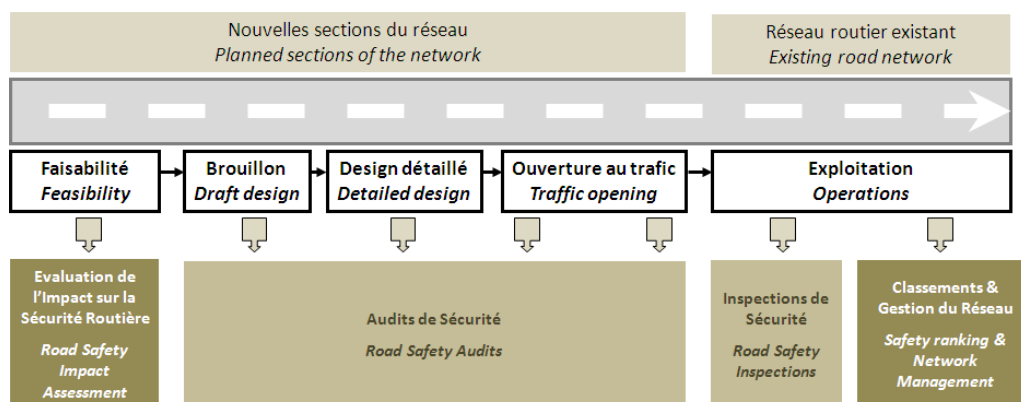 Nouvelles sections du réseau
Planned sections of the network
Réseau routier existant
Existing road network
Faisabilité
Feasibility
Brouillon
Draft design
Design détaillé
Detailed design
Ouverture au trafic
Traffic opening
Exploitation
Operations
Evaluation de
l'Impact sur la
Sécurité Routière
Road Safety
Impact
Assessment
Audits de Sécurité
Road Safety Audits
Inspections de
Sécurité
Road Safety
Inspections
Classements &
Gestion du Réseau
Safety ranking &
Network
Management